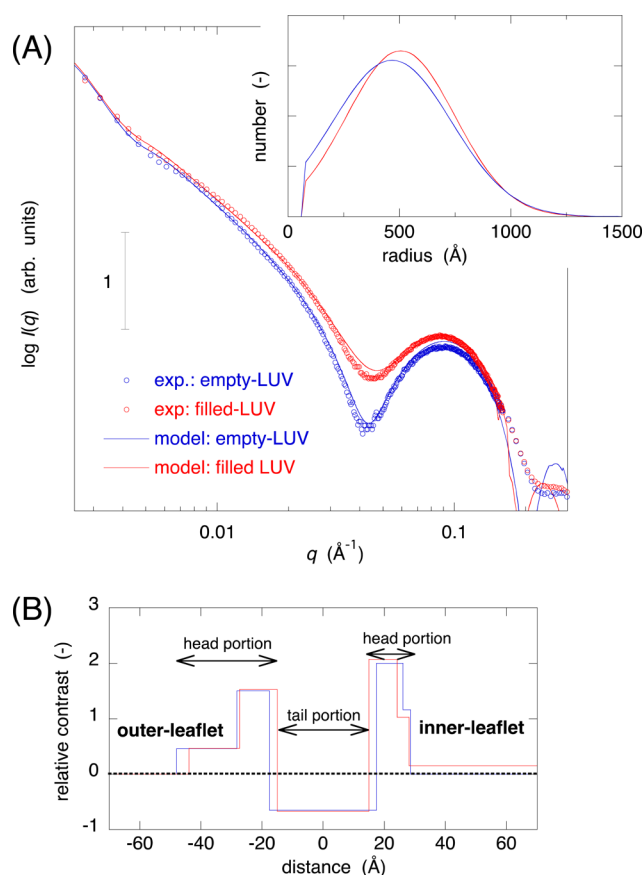 (A)
number (-)
0
500
1000
1500
radius (Å)
log I(q) (arb. units)
1
exp.: empty-LUV
exp: filled-LUV
model: empty-LUV
model: filled LUV
0.01
0.1
q (Å-1)
(B)
3
2
1
0
-1
relative contrast (-)
head portion
head portion
tail portion
outer-leaflet
inner-leaflet
-60
-40
-20
0
20
40
60
distance (Å)